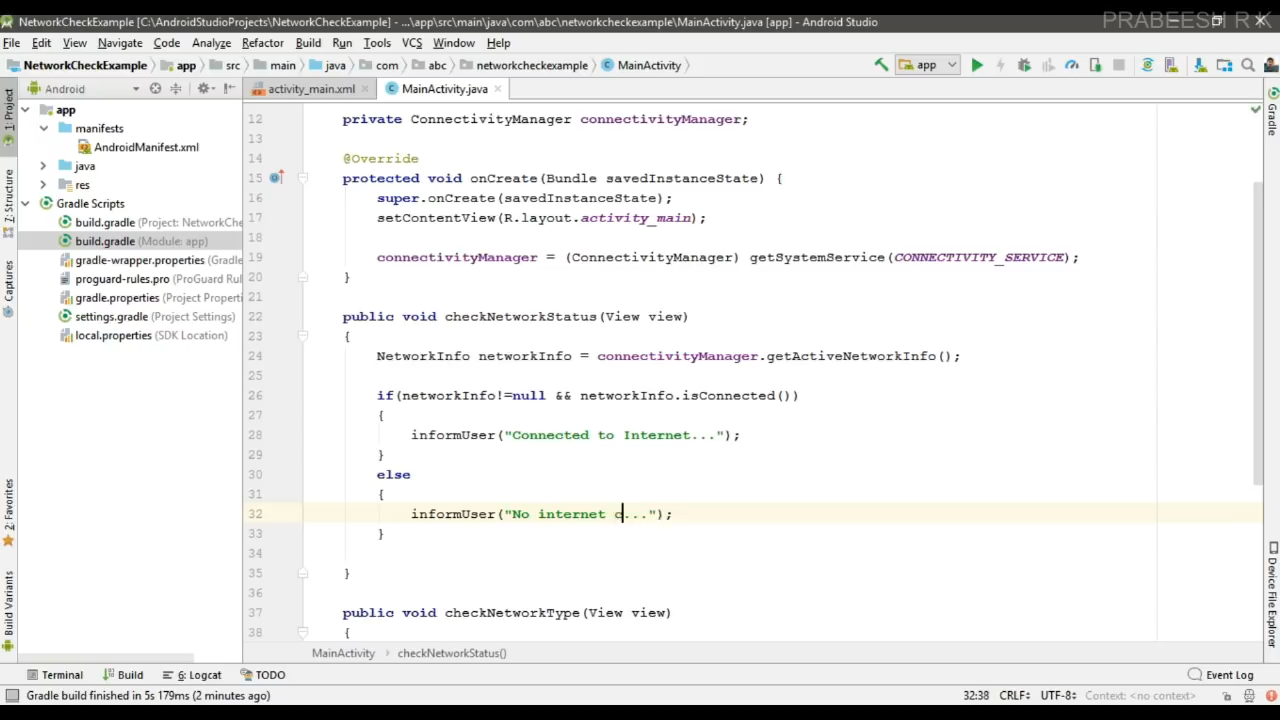 PRABEESH R K
NetworkCheckExample [C:\AndroidStudioProjects\NetworkCheckExample] - ...\app\src\main\java\com\abc\networkcheckexample\MainActivity.java [app] - Android Studio
File Edit View Navigate Code Analyze Refactor Build Run Tools VCS Window Help
NetworkCheckExample app src main java com abc networkcheckexample MainActivity app
Android activity_main.xml MainActivity.java
1: Project
7: Structure
Captures
2: Favorites
Build Variants
app
manifests
AndroidManifest.xml
java
res
Gradle Scripts
build.gradle (Project: NetworkChe
build.gradle (Module: app)
gradle-wrapper.properties (Gradle
proguard-rules.pro (ProGuard Rul
gradle.properties (Project Properti
settings.gradle (Project Settings)
local.properties (SDK Location)
12 private ConnectivityManager connectivityManager;
13
14 @Override
15 protected void onCreate(Bundle savedInstanceState) {
16 super.onCreate(savedInstanceState);
17 setContentView(R.layout.activity_main);
18
19 connectivityManager = (ConnectivityManager) getSystemService(CONNECTIVITY_SERVICE);
20 }
21
22 public void checkNetworkStatus(View view)
23 {
24 NetworkInfo networkInfo = connectivityManager.getActiveNetworkInfo();
25
26 if(networkInfo!=null && networkInfo.isConnected())
27 {
28 informUser("Connected to Internet...");
29 }
30 else
31 {
32 informUser("No internet c...");
33 }
34
35 }
36
37 public void checkNetworkType(View view)
38 {
MainActivity checkNetworkStatus()
Gradle
Device File Explorer
Terminal Build 6: Logcat TODO Event Log
Gradle build finished in 5s 179ms (2 minutes ago) 32:38 CRLF UTF-8 Context: <no context>